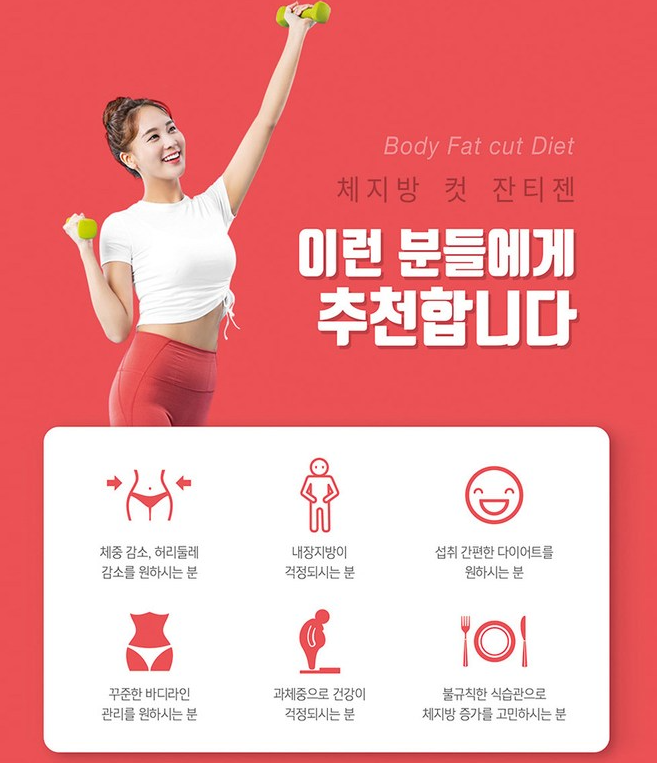 Body Fat cut Diet
체지방 컷 잔티젠
이런 분들에게
추천합니다
체중 감소, 허리둘레
감소를 원하시는 분
내장지방이
걱정되시는 분
섭취 간편한 다이어트를
원하시는 분
꾸준한 바디라인
관리를 원하시는 분
과체중으로 건강이
걱정되시는 분
불규칙한 식습관으로
체지방 증가를 고민하시는 분